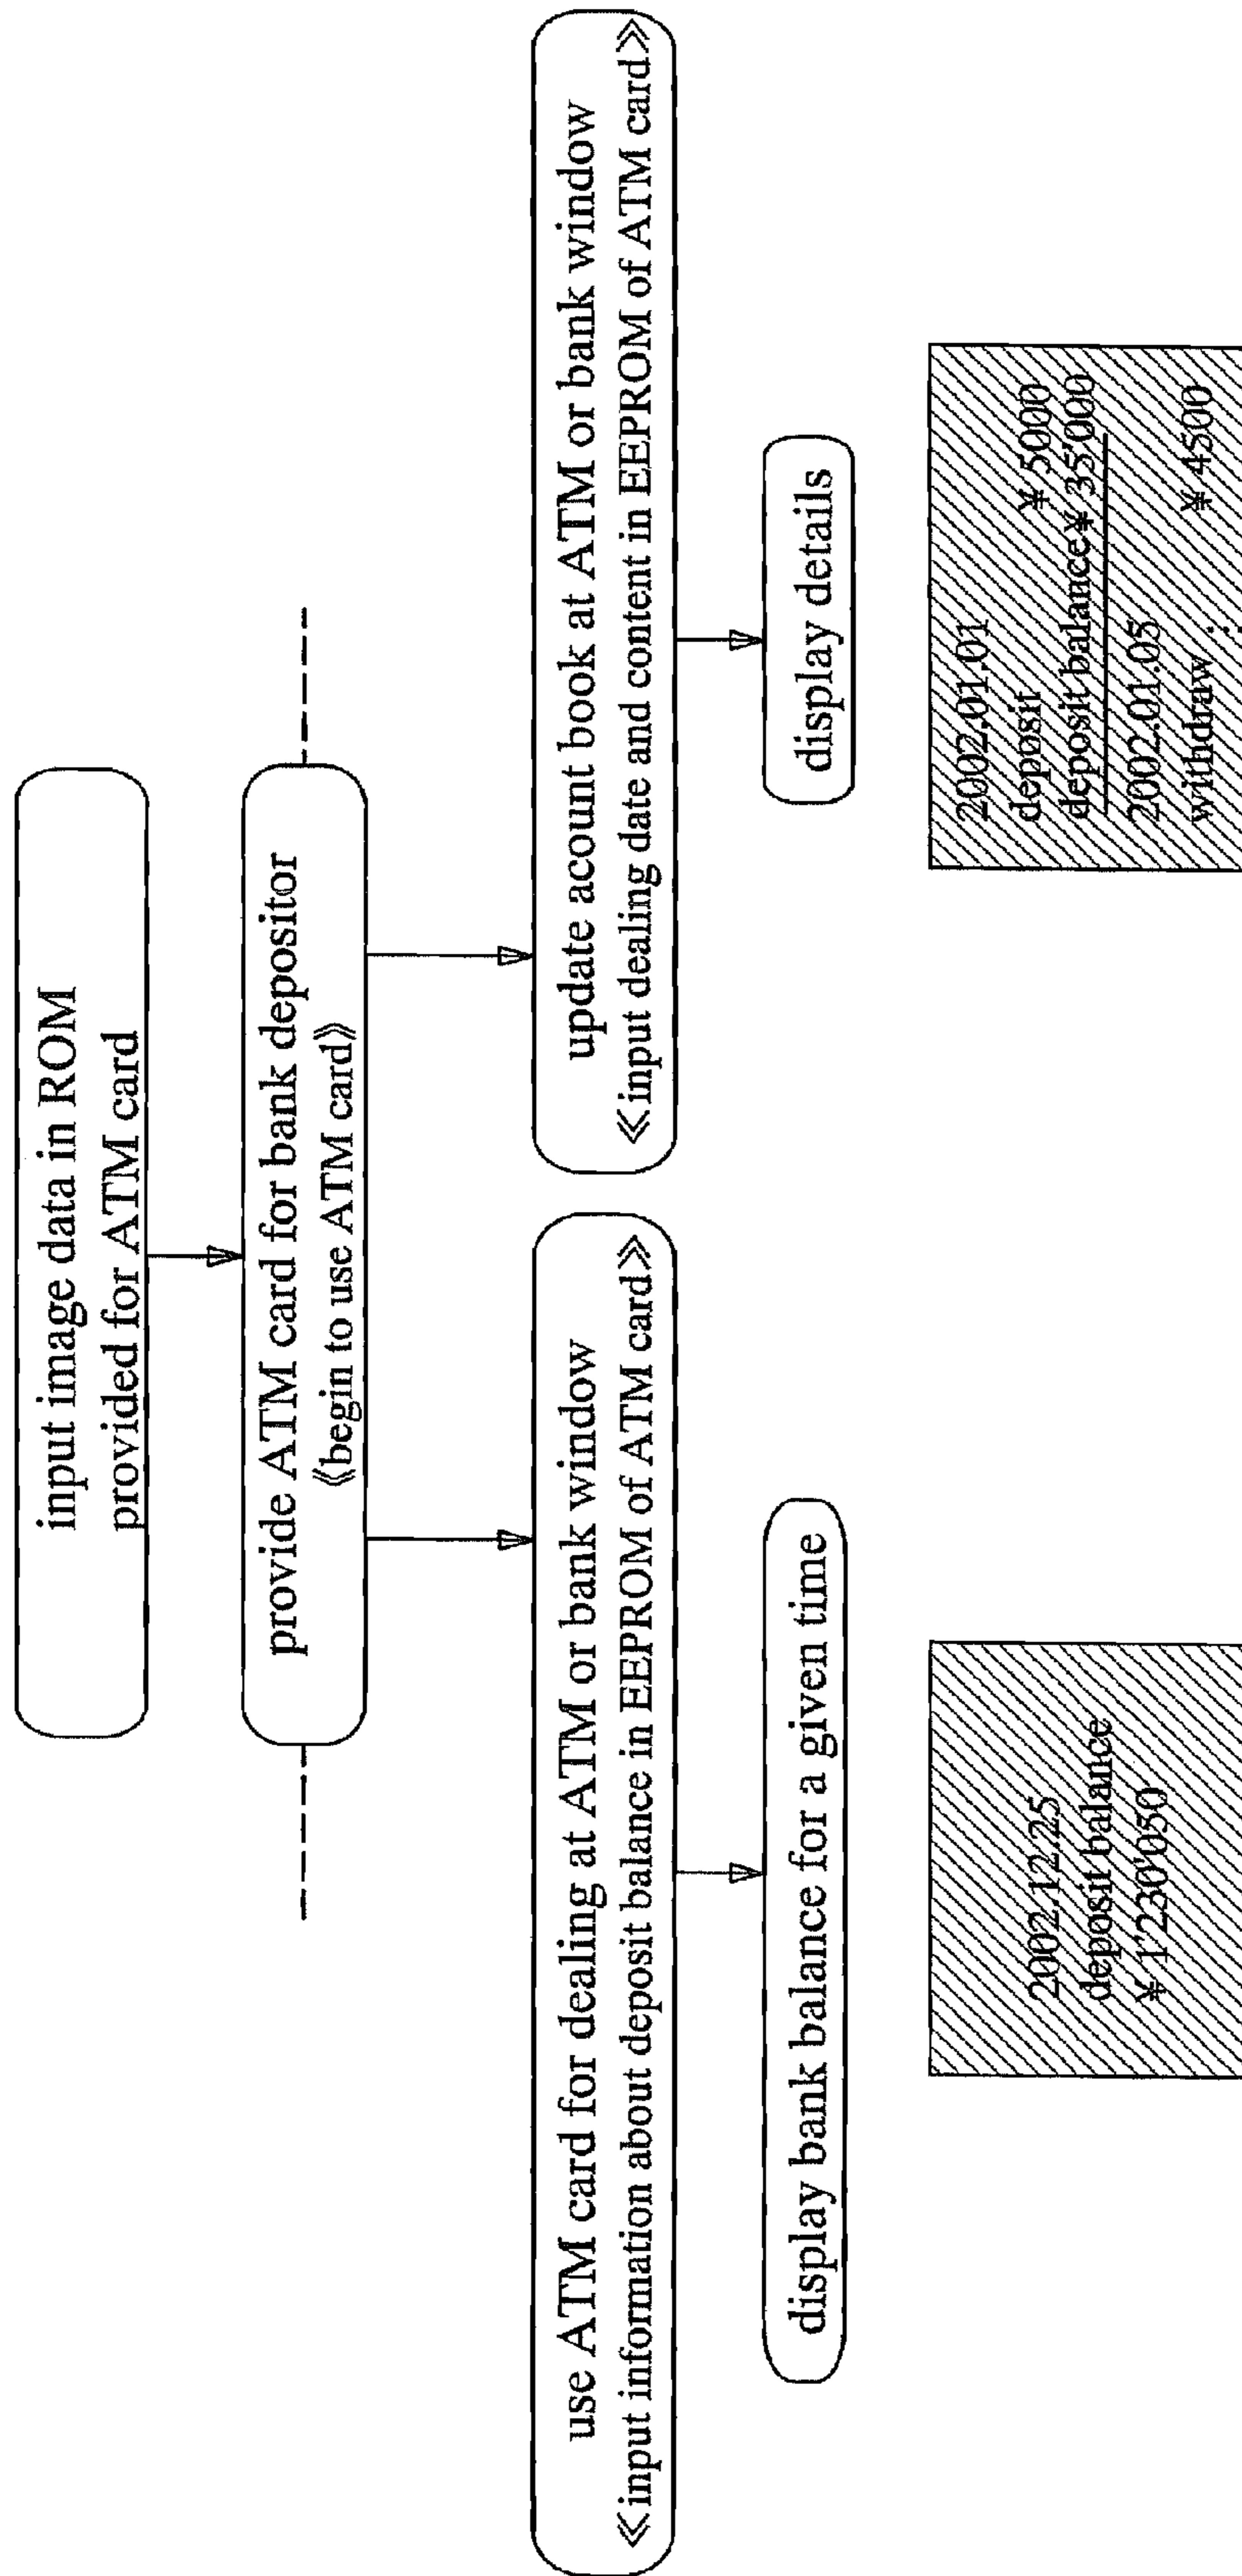 input image data in ROM
provided for ATM card
provide ATM card for bank depositor
《begin to use ATM card》
use ATM card for dealing at ATM or bank window
≪input information about deposit balance in EEPROM of ATM card≫
display bank balance for a given time
2002.12.25
deposit balance
¥ 1'230'050
update acount book at ATM or bank window
≪input dealing date and content in EEPROM of ATM card≫
display details
2002.01.01
deposit ¥ 5000
deposit balance ¥ 35'000
2002.01.05
withdraw ¥ 4500